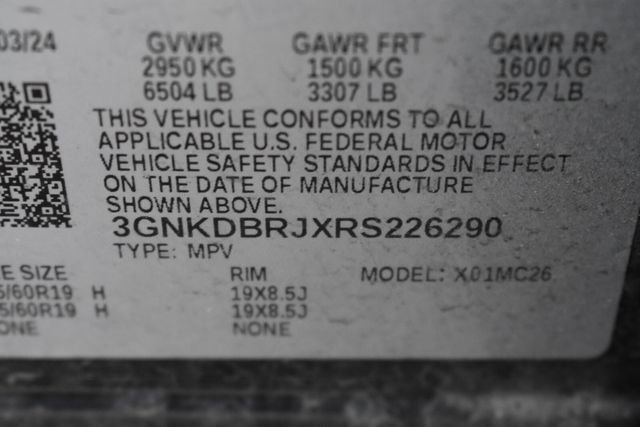 03/24 GVWR GAWR FRT GAWR RR
2950 KG 1500 KG 1600 KG
6504 LB 3307 LB 3527 LB
THIS VEHICLE CONFORMS TO ALL
APPLICABLE U.S. FEDERAL MOTOR
VEHICLE SAFETY STANDARDS IN EFFECT
ON THE DATE OF MANUFACTURE
SHOWN ABOVE.
3GNKDBRJXRS226290
TYPE: MPV
E SIZE RIM MODEL: X01MC26
5/60R19 H 19X8.5J
5/60R19 H 19X8.5J
ONE NONE